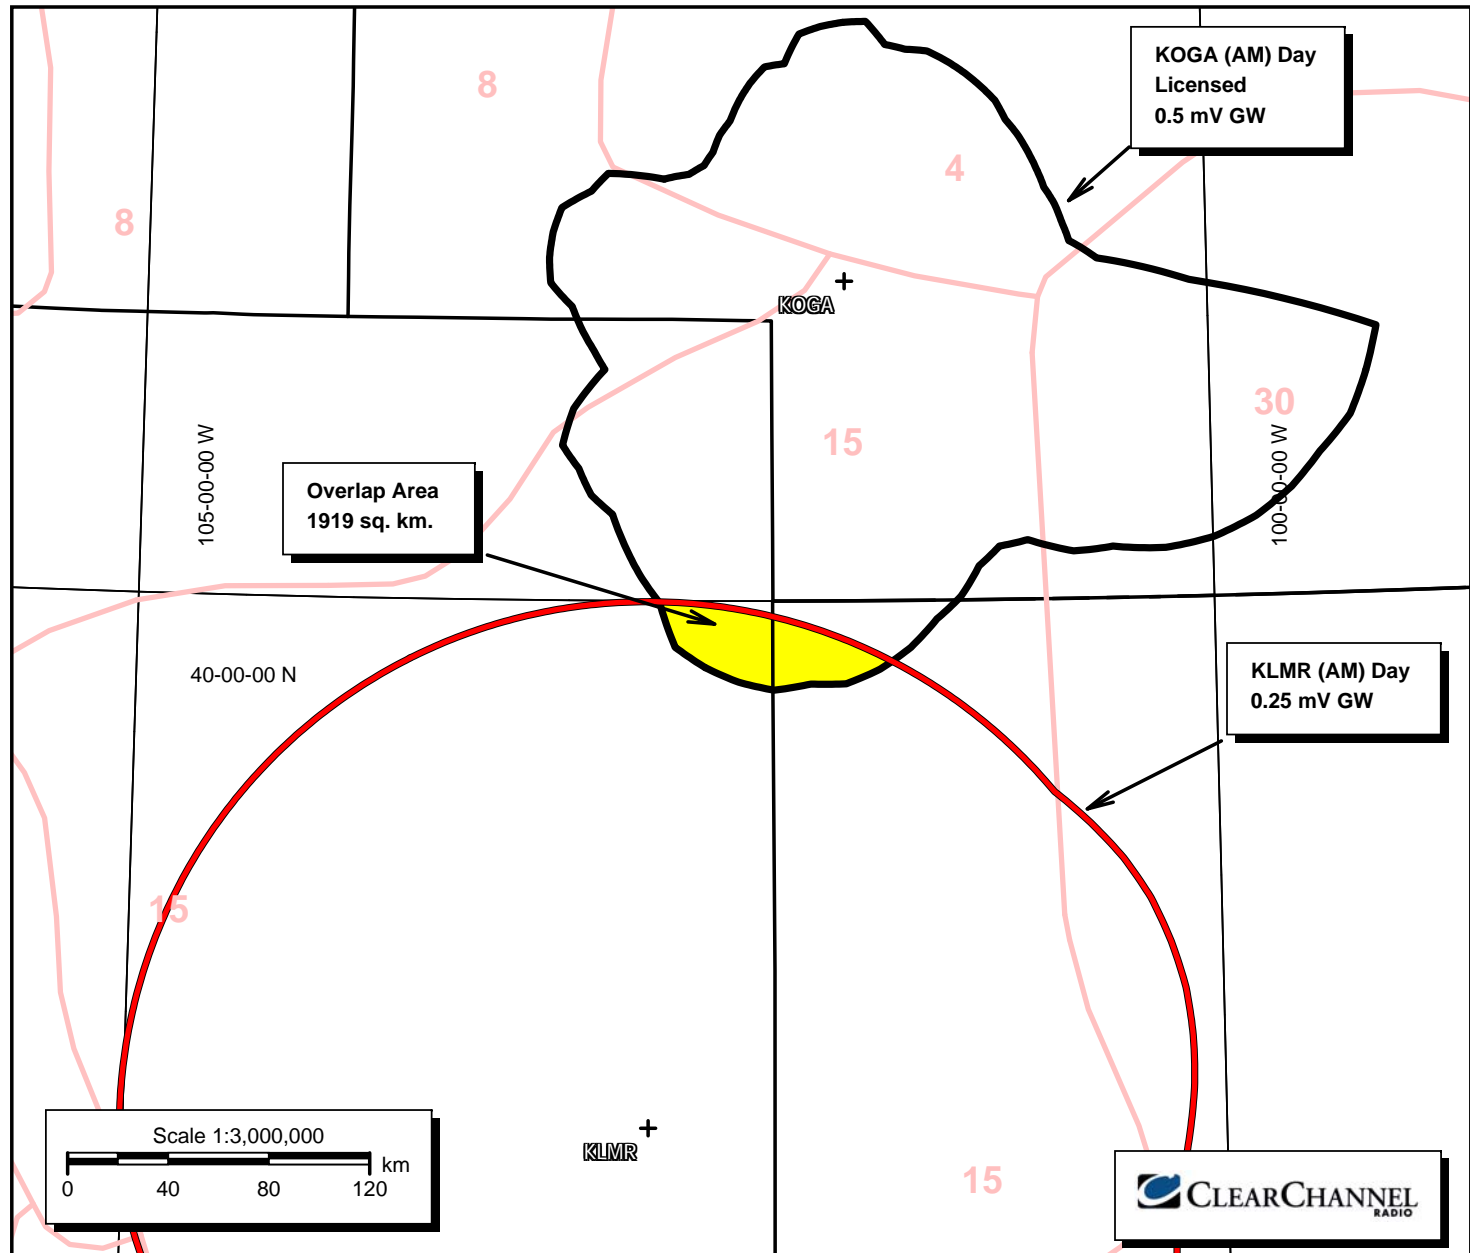 KOGA (AM) Day
Licensed
0.5 mV GW
8
4
8
KOGA
30
15
105-00-00 W
100-00-00 W
Overlap Area
1919 sq. km.
40-00-00 N
KLMR (AM) Day
0.25 mV GW
15
Scale 1:3,000,000
km
0 40 80 120
KLMR
15
CLEARCHANNEL
RADIO